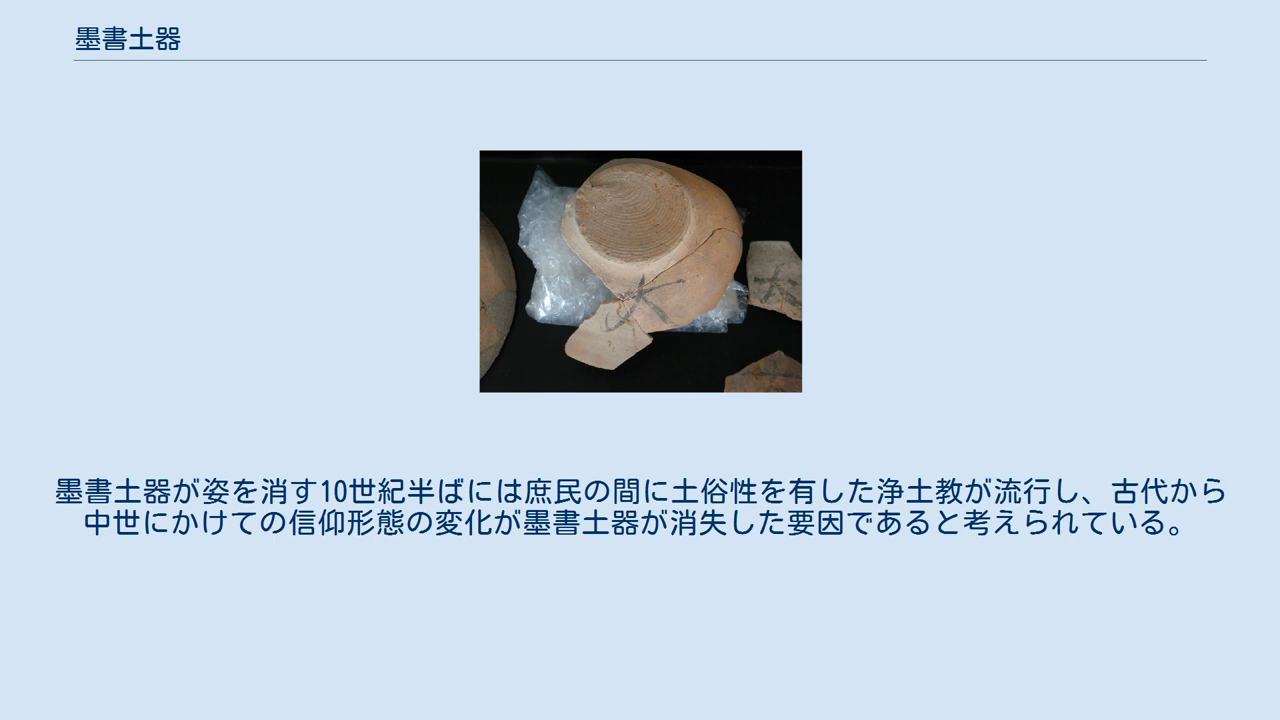 墨書土器
大
大
墨書土器が姿を消す10世紀半ばには庶民の間に土俗性を有した浄土教が流行し、古代から
中世にかけての信仰形態の変化が墨書土器が消失した要因であると考えられている。